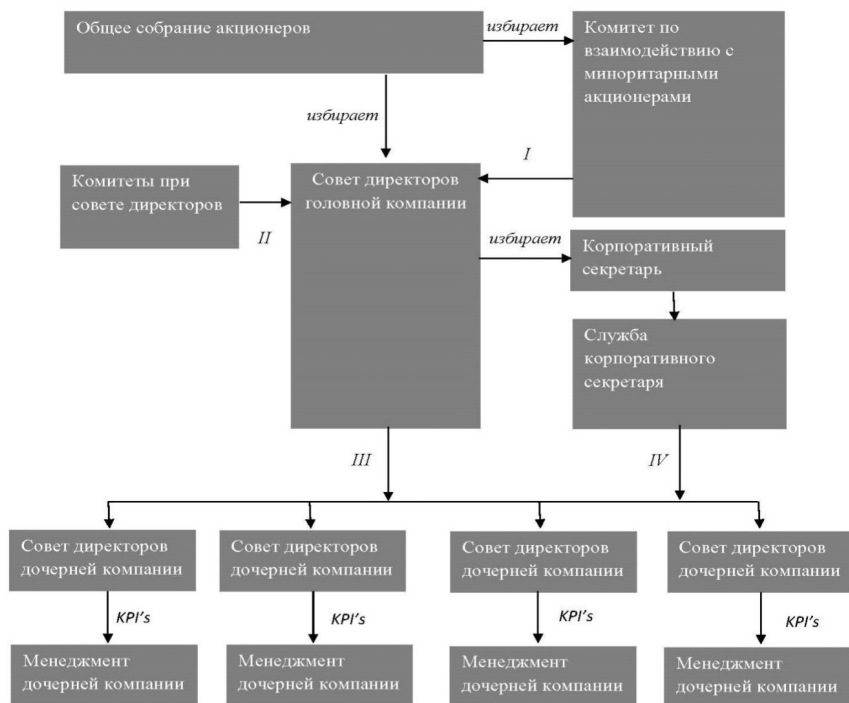 Общее собрание акционеров
избирает
Комитет по
взаимодействию с
миноритарными
акционерами
избирает
I
Комитеты при
совете директоров
II
Совет директоров
головной компании
избирает
Корпоративный
секретарь
Служба
корпоративного
секретаря
III
IV
Совет директоров
дочерней компании
Совет директоров
дочерней компании
Совет директоров
дочерней компании
Совет директоров
дочерней компании
KPI's
KPI's
KPI's
KPI's
Менеджмент
дочерней компании
Менеджмент
дочерней компании
Менеджмент
дочерней компании
Менеджмент
дочерней компании